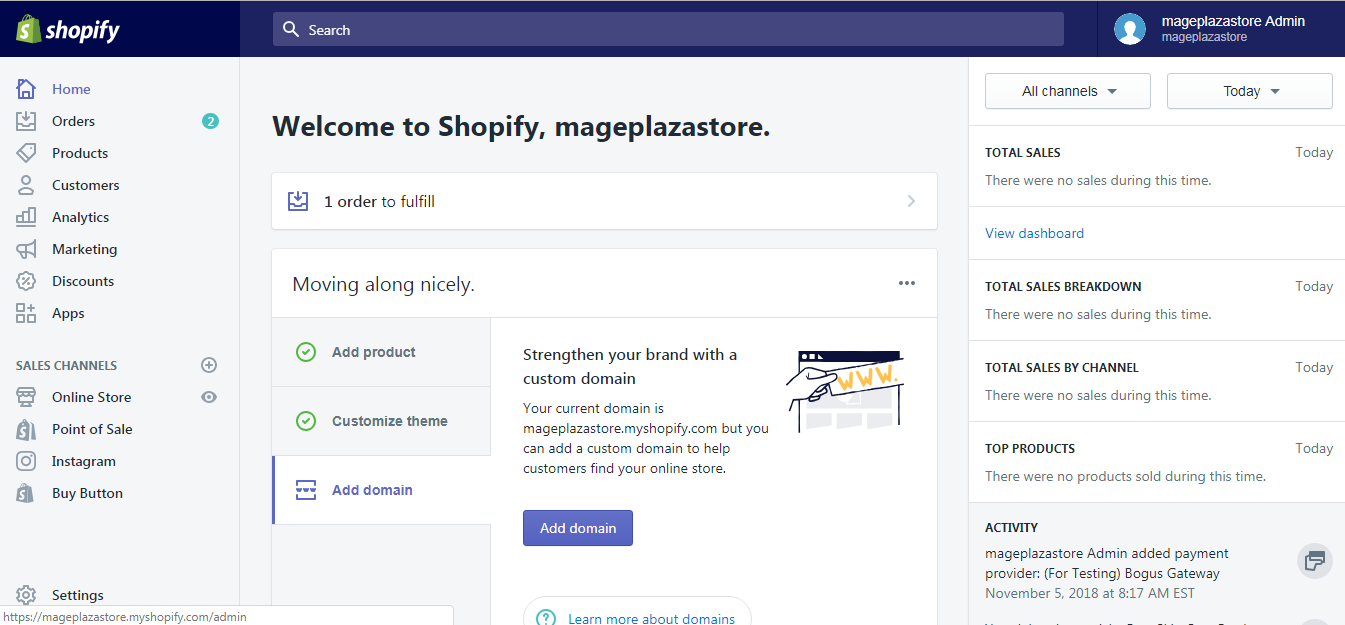 shopify
Search
mageplazastore Admin
mageplazastore
Home
Orders
2
Products
Customers
Analytics
Marketing
Discounts
Apps
SALES CHANNELS
Online Store
Point of Sale
Instagram
Buy Button
Settings
https://mageplazastore.myshopify.com/admin
Welcome to Shopify, mageplazastore.
1 order to fulfill
Moving along nicely.
Add product
Customize theme
Add domain
Strengthen your brand with a
custom domain
Your current domain is
mageplazastore.myshopify.com but you
can add a custom domain to help
customers find your online store.
WWW.
Add domain
Learn more about domains
All channels
Today
TOTAL SALES
Today
There were no sales during this time.
View dashboard
TOTAL SALES BREAKDOWN
Today
There were no sales during this time.
TOTAL SALES BY CHANNEL
Today
There were no sales during this time.
TOP PRODUCTS
Today
There were no products sold during this time.
ACTIVITY
mageplazastore Admin added payment
provider: (For Testing) Bogus Gateway
November 5, 2018 at 8:17 AM EST